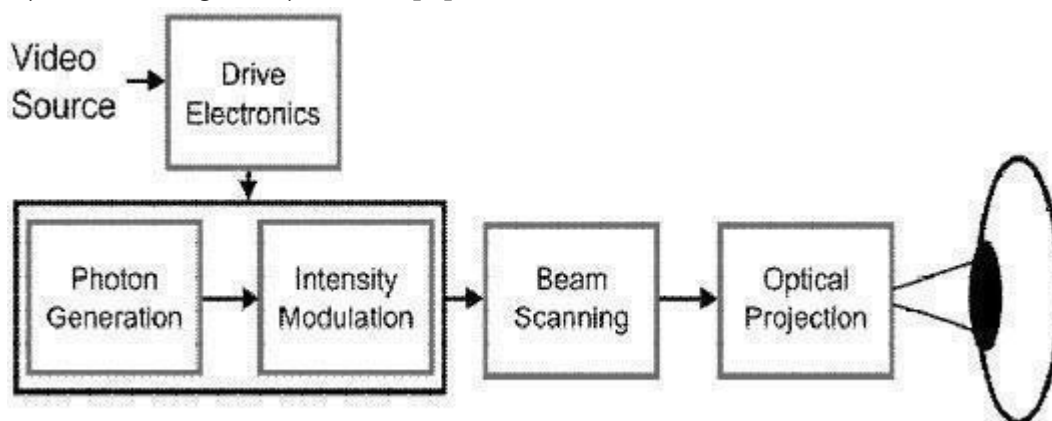 Video
Source
Drive
Electronics
Photon
Generation
Intensity
Modulation
Beam
Scanning
Optical
Projection